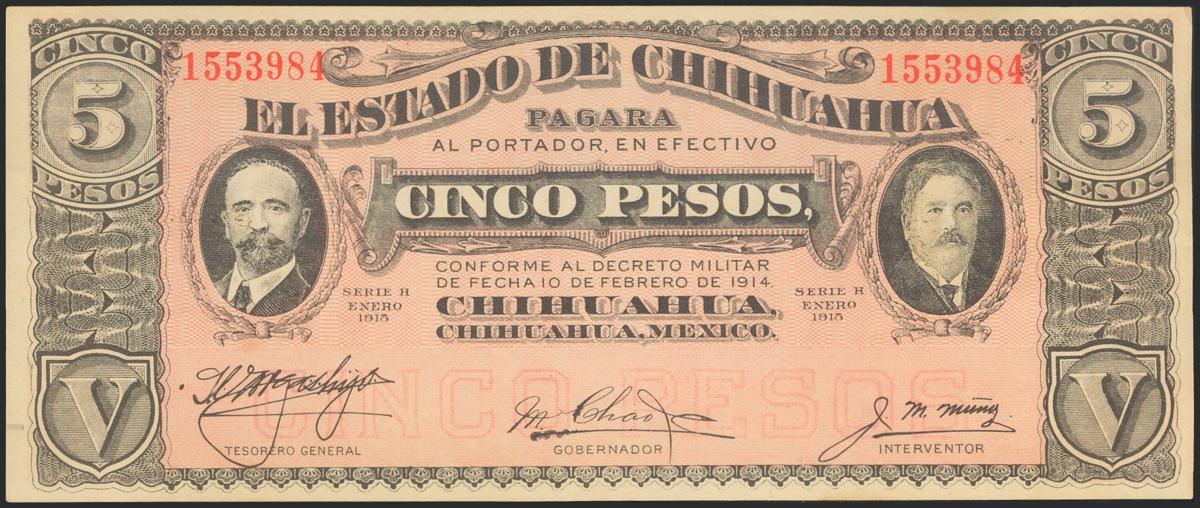 CINCO
5
PESOS
1553984
1553984
CINCO
5
PESOS
EL ESTADO DE CHIHUAHUA
PAGARA
AL PORTADOR, EN EFECTIVO
CINCO PESOS,
CONFORME AL DECRETO MILITAR
DE FECHA 10 DE FEBRERO DE 1914.
CHIHUAHUA,
CHIHUAHUA, MEXICO.
SERIE H
ENERO
1915
SERIE H
ENERO
1915
V
CINCO PESOS
V
TESORERO GENERAL
M Chao
GOBERNADOR
J. M. Muñoz
INTERVENTOR